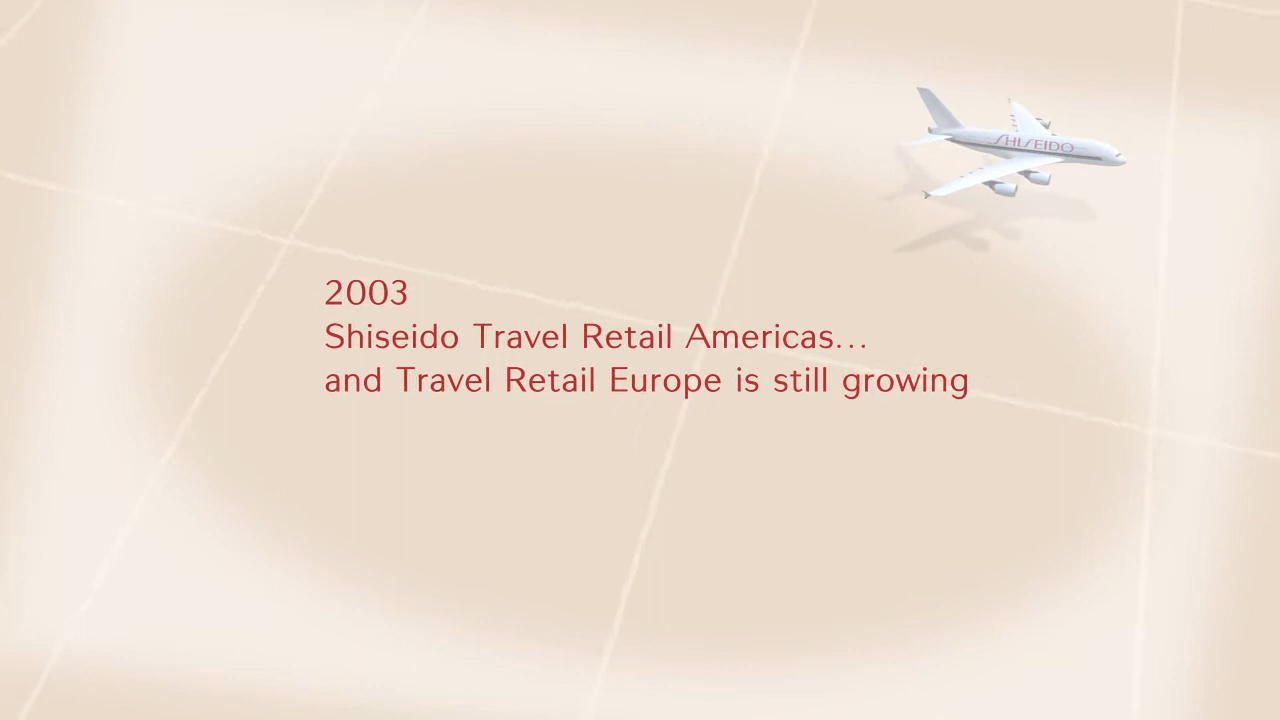 SHISEIDO
2003
Shiseido Travel Retail Americas...
and Travel Retail Europe is still growing